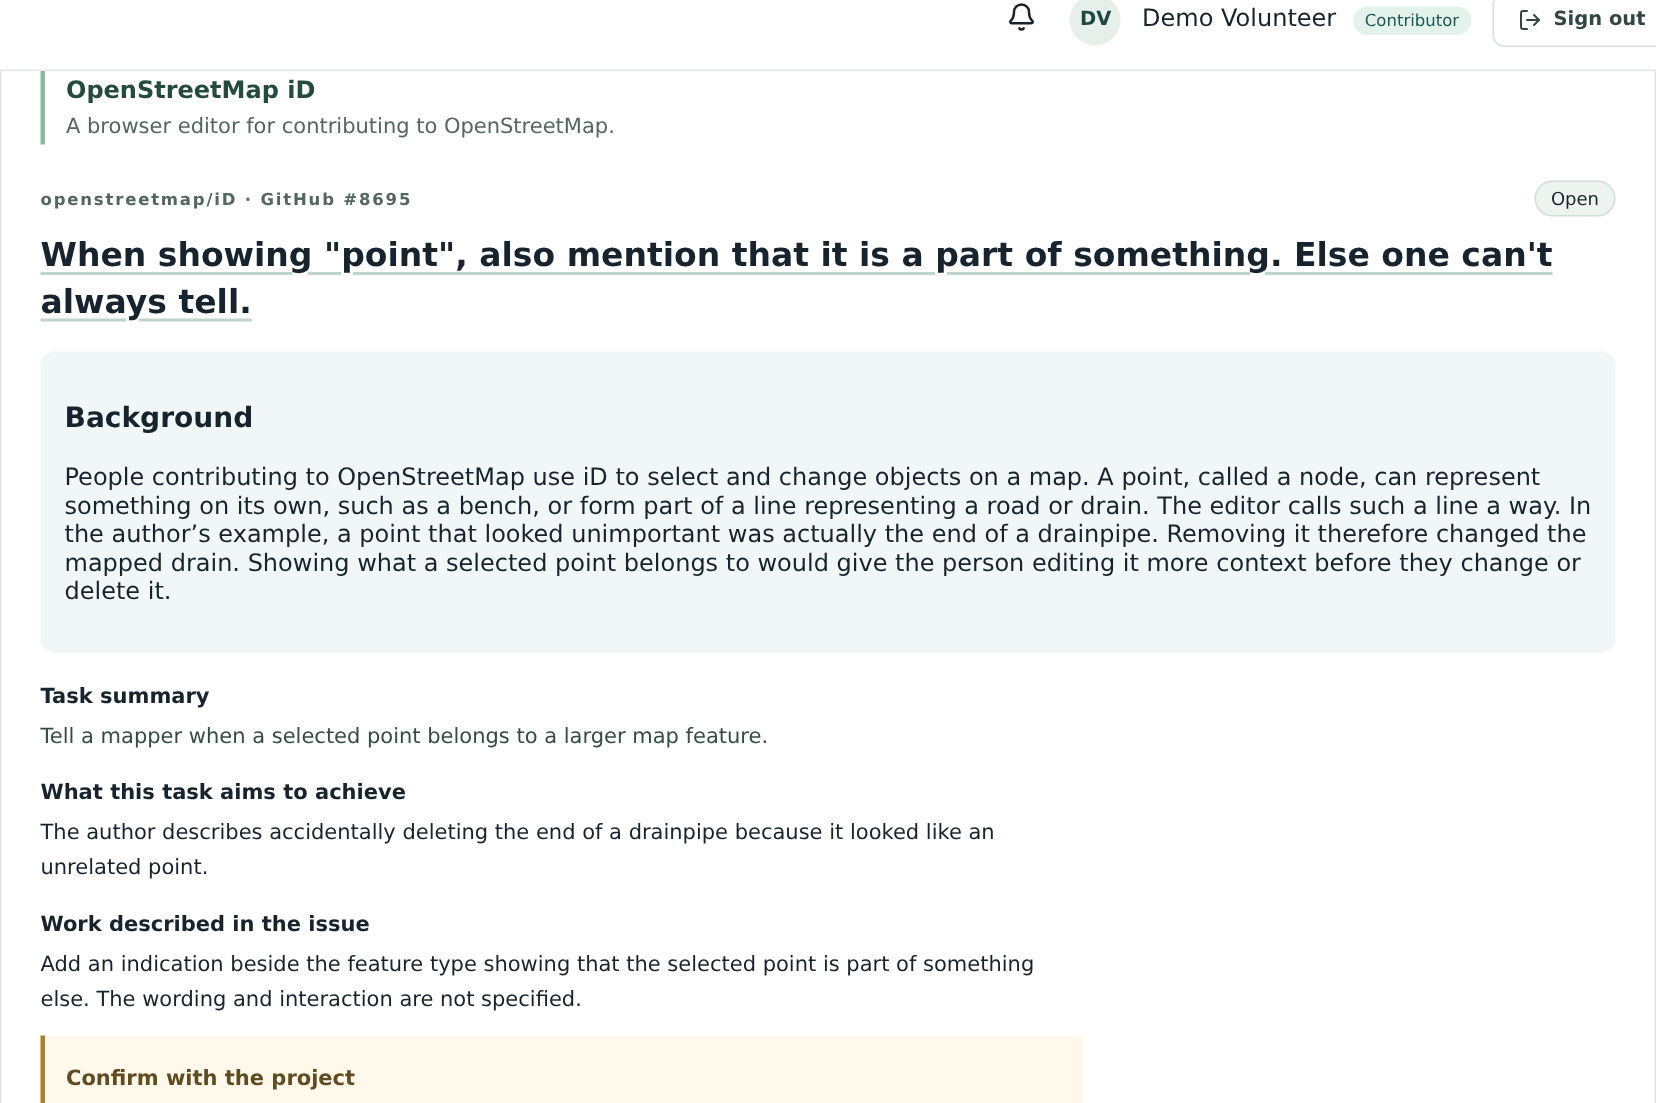 DV
Demo Volunteer
Contributor
Sign out
OpenStreetMap iD
A browser editor for contributing to OpenStreetMap.
openstreetmap/iD · GitHub #8695
Open
When showing "point", also mention that it is a part of something. Else one can't
always tell.
Background
People contributing to OpenStreetMap use iD to select and change objects on a map. A point, called a node, can represent
something on its own, such as a bench, or form part of a line representing a road or drain. The editor calls such a line a way. In
the author’s example, a point that looked unimportant was actually the end of a drainpipe. Removing it therefore changed the
mapped drain. Showing what a selected point belongs to would give the person editing it more context before they change or
delete it.
Task summary
Tell a mapper when a selected point belongs to a larger map feature.
What this task aims to achieve
The author describes accidentally deleting the end of a drainpipe because it looked like an
unrelated point.
Work described in the issue
Add an indication beside the feature type showing that the selected point is part of something
else. The wording and interaction are not specified.
Confirm with the project